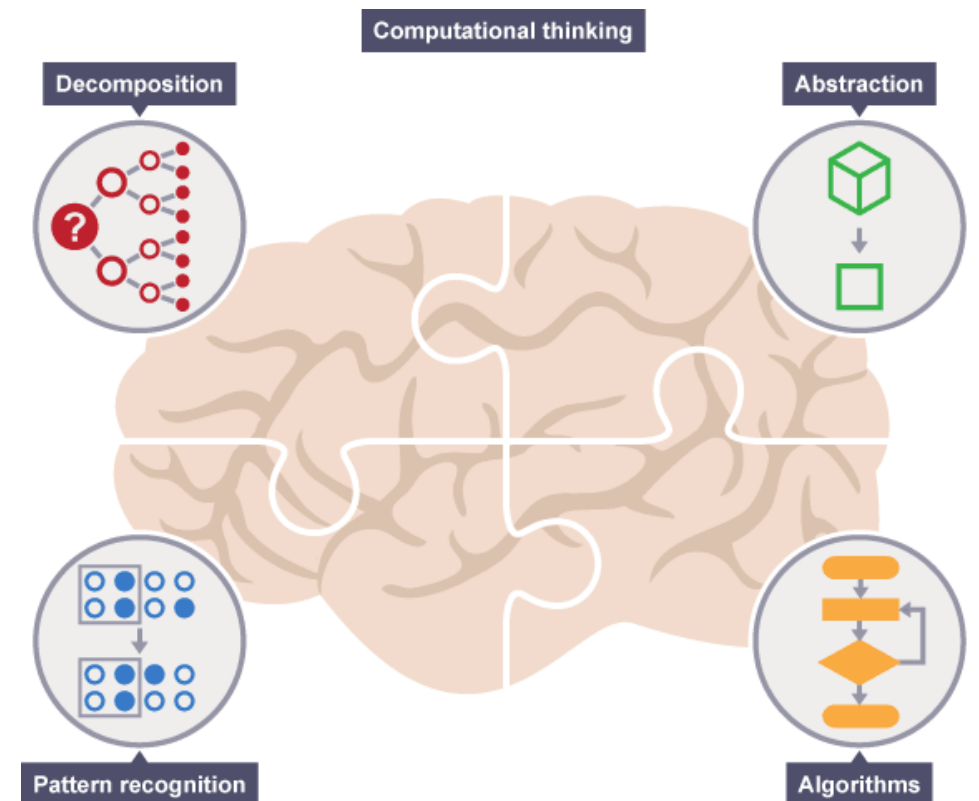 Computational thinking
Decomposition
Abstraction
?
Pattern recognition
Algorithms